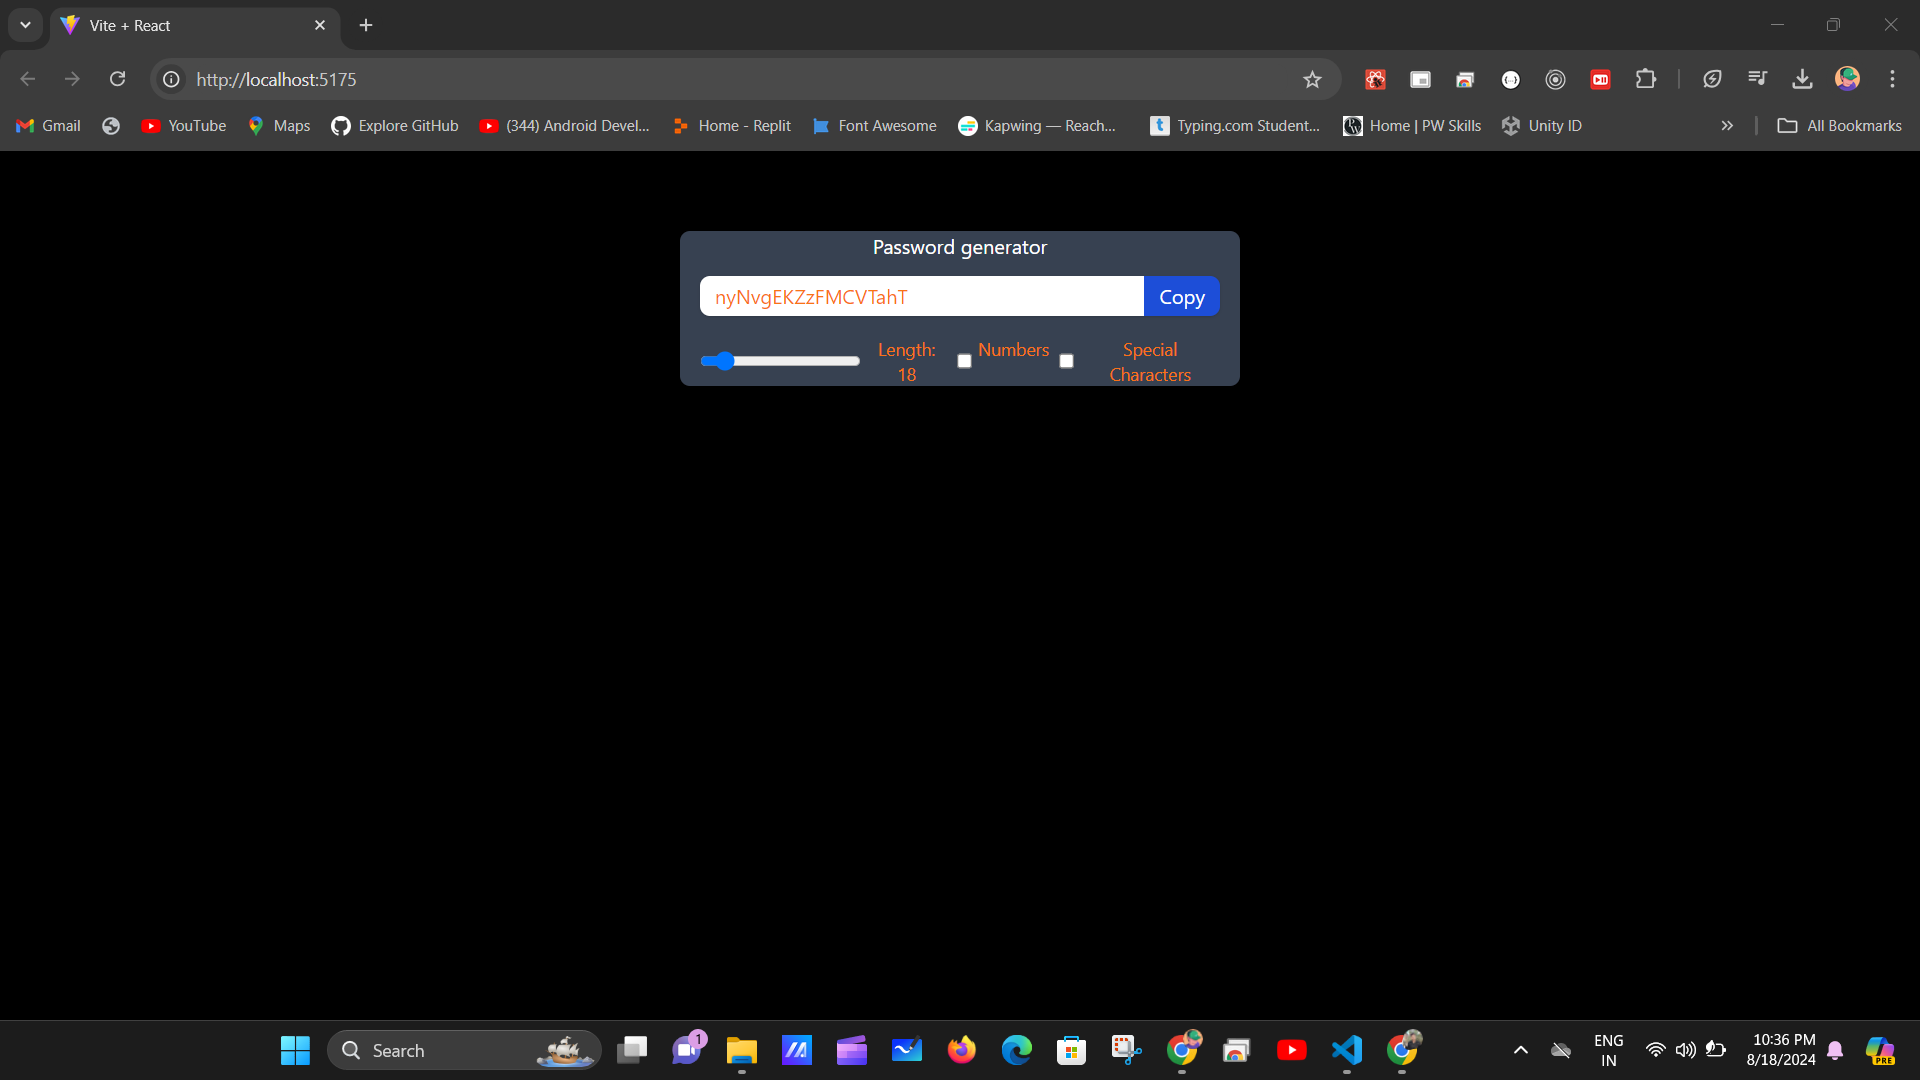 Vite + React
http://localhost:5175
Gmail
YouTube
Maps
Explore GitHub
(344) Android Devel...
Home - Replit
Font Awesome
Kapwing — Reach...
t
Typing.com Student...
PW
Home | PW Skills
Unity ID
All Bookmarks
Password generator
nyNvgEKZzFMCVTahT
Copy
Length:
18
Numbers
Special
Characters
Search
1
ENG
IN
10:36 PM
8/18/2024
PRE